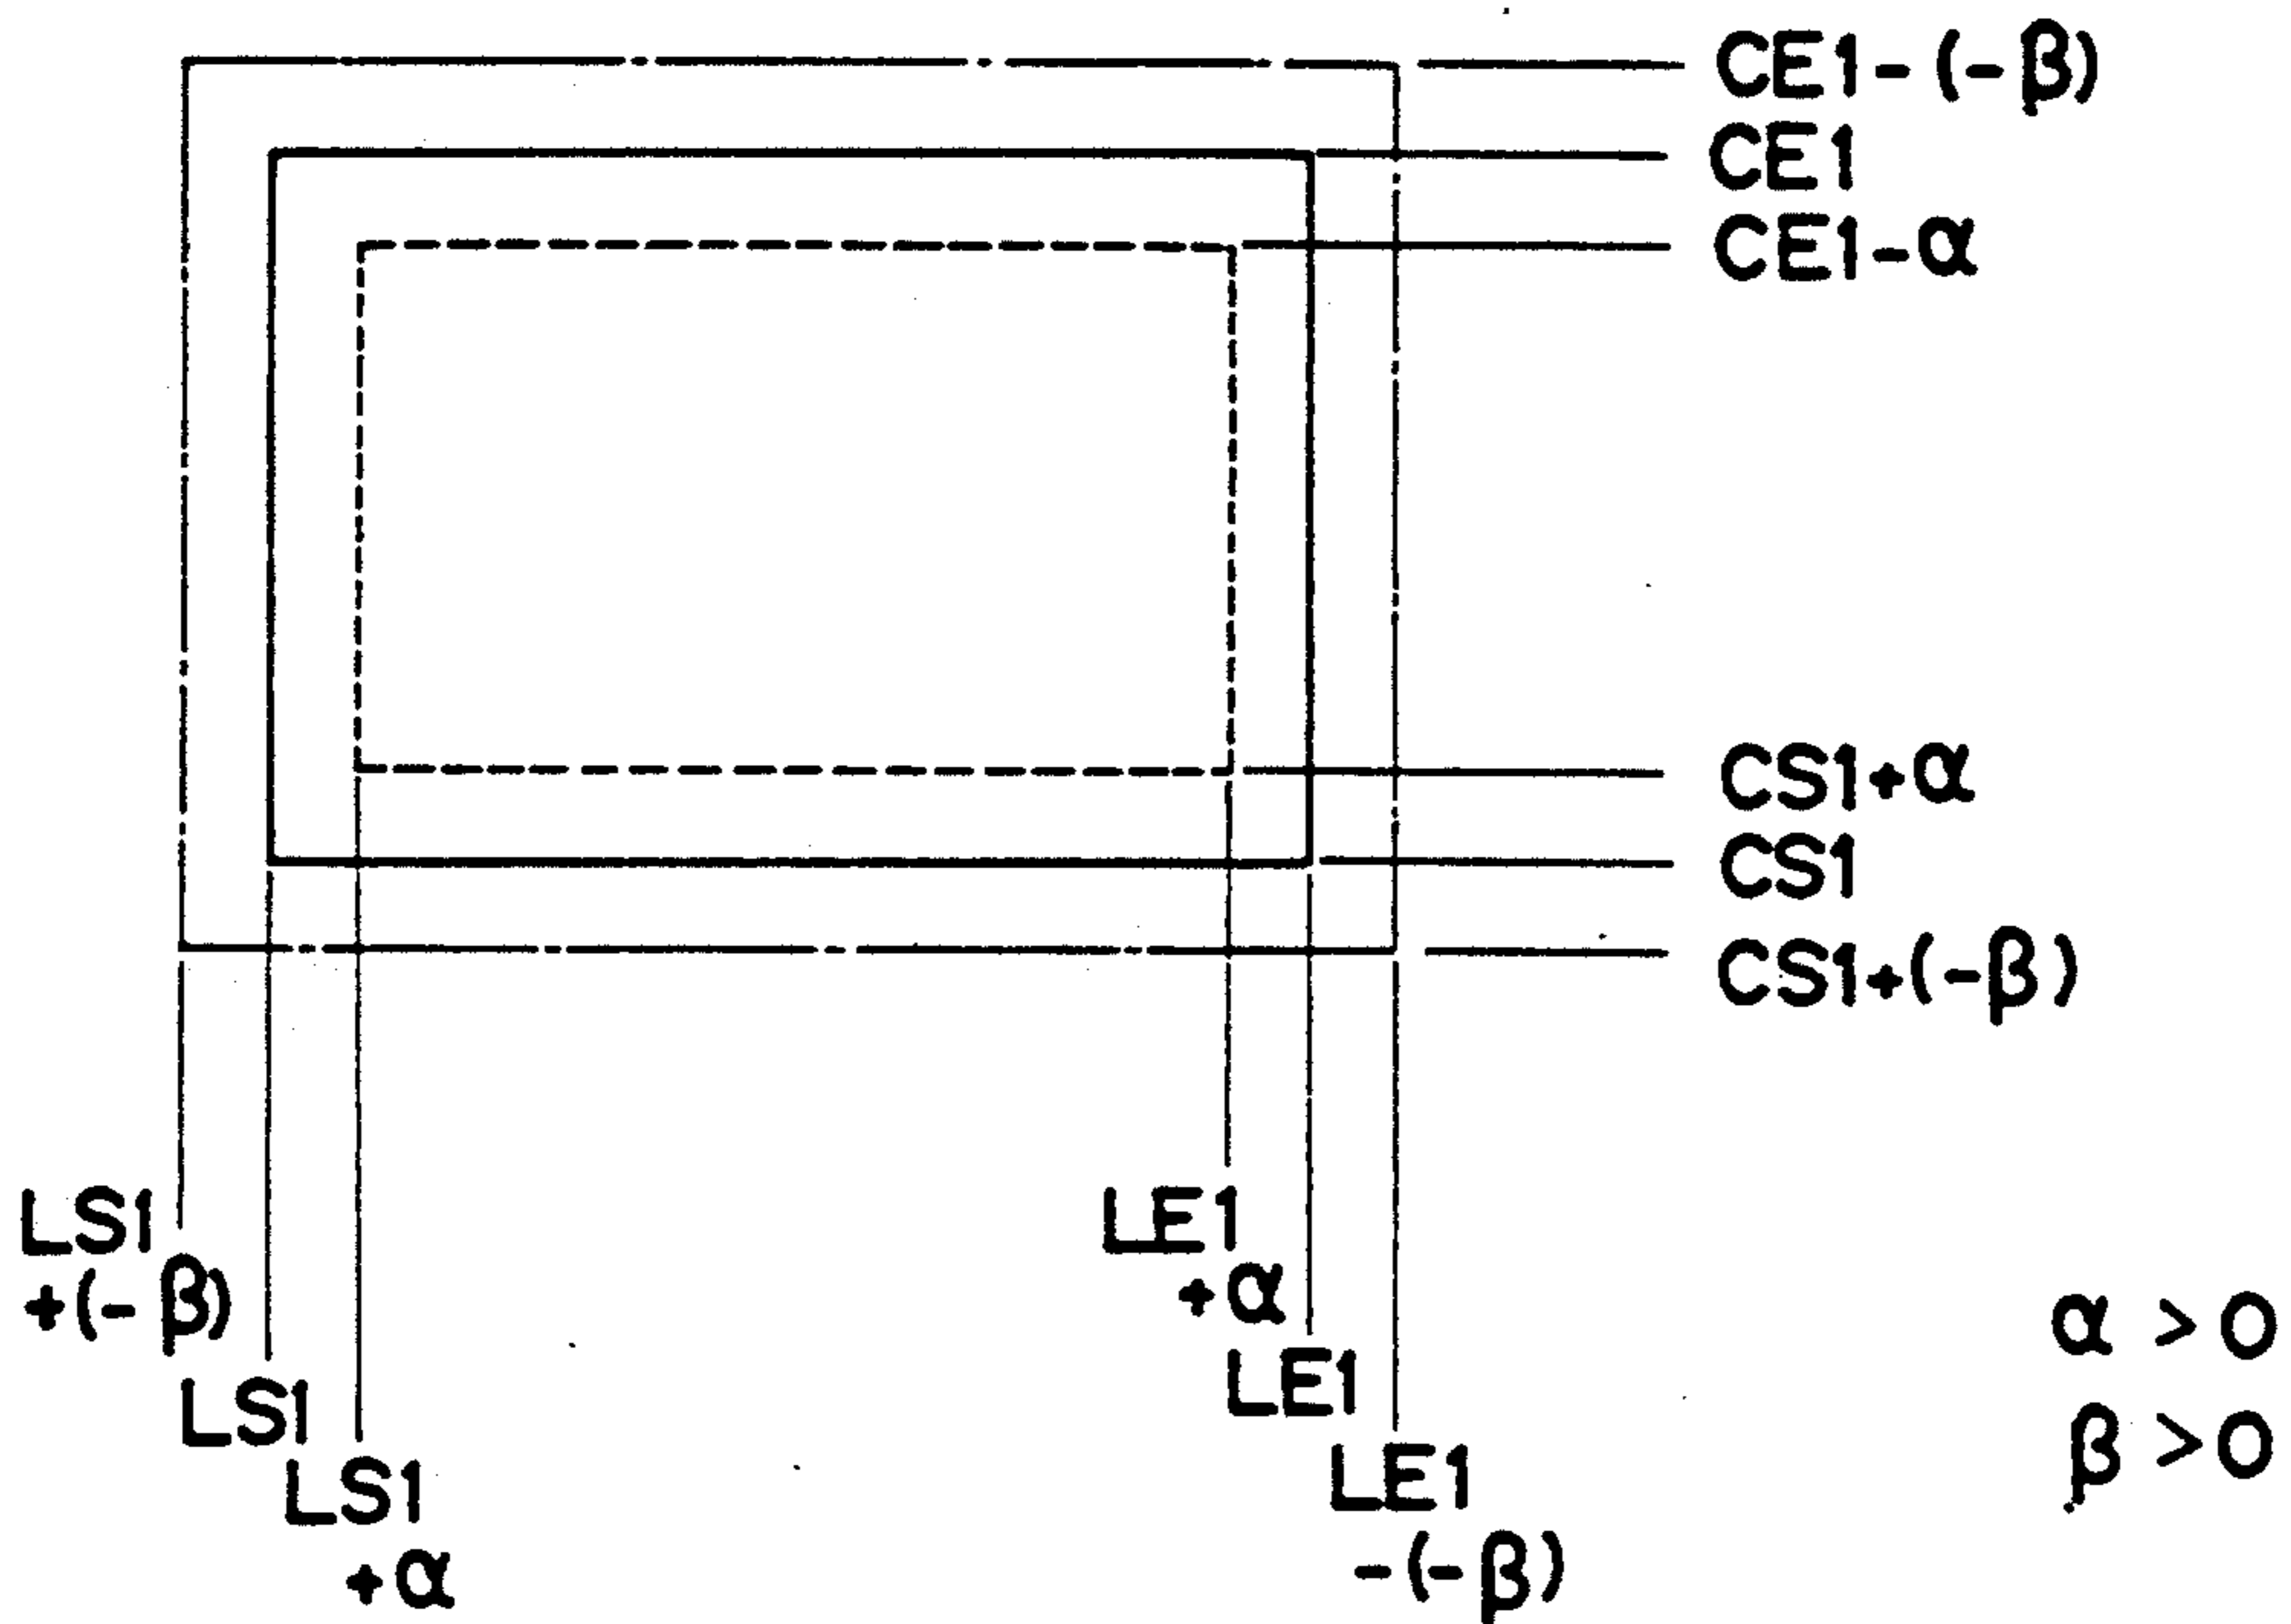 CE1-(-β)
CE1
CE1-α
CS1+α
CS1
CS1+(-β)
LS1
+(-β)
LS1
LS1
+α
LE1
+α
LE1
LE1
-(-β)
α >0
β >0